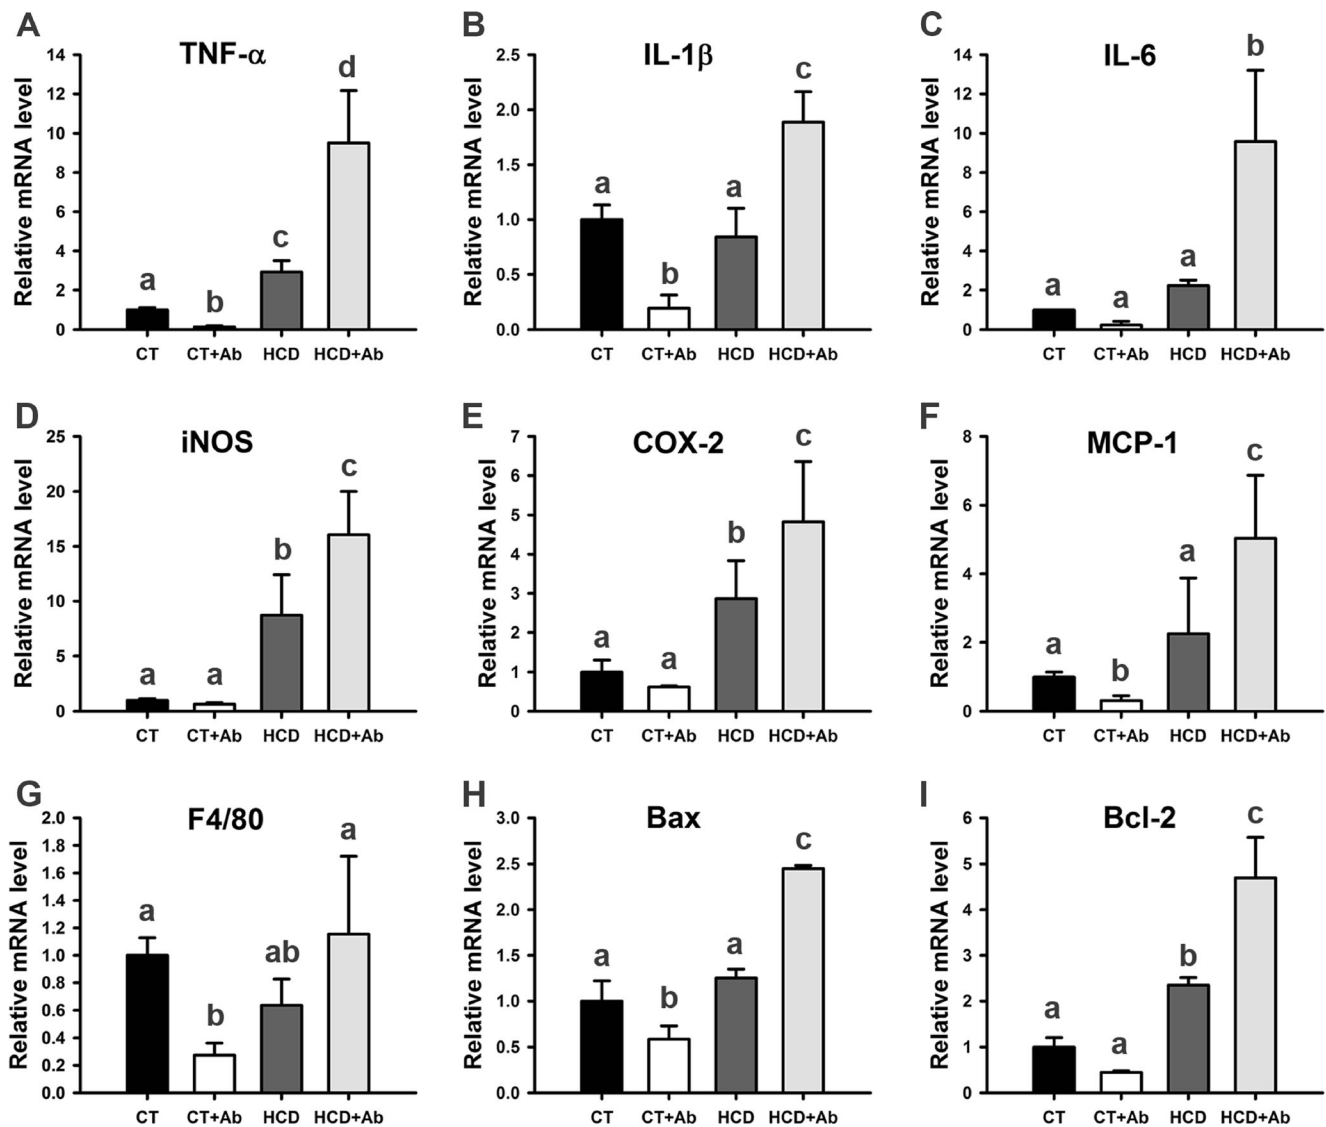 A
TNF-α
Relative mRNA level
14
12
10
8
6
4
2
0
a
b
c
d
CT
CT+Ab
HCD
HCD+Ab
B
IL-1β
Relative mRNA level
2.5
2.0
1.5
1.0
0.5
0.0
a
b
a
c
CT
CT+Ab
HCD
HCD+Ab
C
IL-6
Relative mRNA level
14
12
10
8
6
4
2
0
a
a
a
b
CT
CT+Ab
HCD
HCD+Ab
D
iNOS
Relative mRNA level
25
20
15
10
5
0
a
a
b
c
CT
CT+Ab
HCD
HCD+Ab
E
COX-2
Relative mRNA level
7
6
5
4
3
2
1
0
a
a
b
c
CT
CT+Ab
HCD
HCD+Ab
F
MCP-1
Relative mRNA level
8
6
4
2
0
a
b
a
c
CT
CT+Ab
HCD
HCD+Ab
G
F4/80
Relative mRNA level
2.0
1.8
1.6
1.4
1.2
1.0
0.8
0.6
0.4
0.2
0.0
a
b
ab
a
CT
CT+Ab
HCD
HCD+Ab
H
Bax
Relative mRNA level
3.0
2.5
2.0
1.5
1.0
0.5
0.0
a
b
a
c
CT
CT+Ab
HCD
HCD+Ab
I
Bcl-2
Relative mRNA level
6
5
4
3
2
1
0
a
a
b
c
CT
CT+Ab
HCD
HCD+Ab